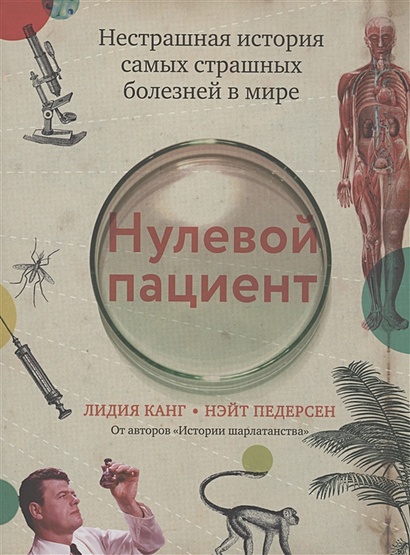 Нестрашная история
самых страшных
болезней в мире
Нулевой
пациент
ЛИДИЯ КАНГ • НЭЙТ ПЕДЕРСЕН
От авторов «Истории шарлатанства»